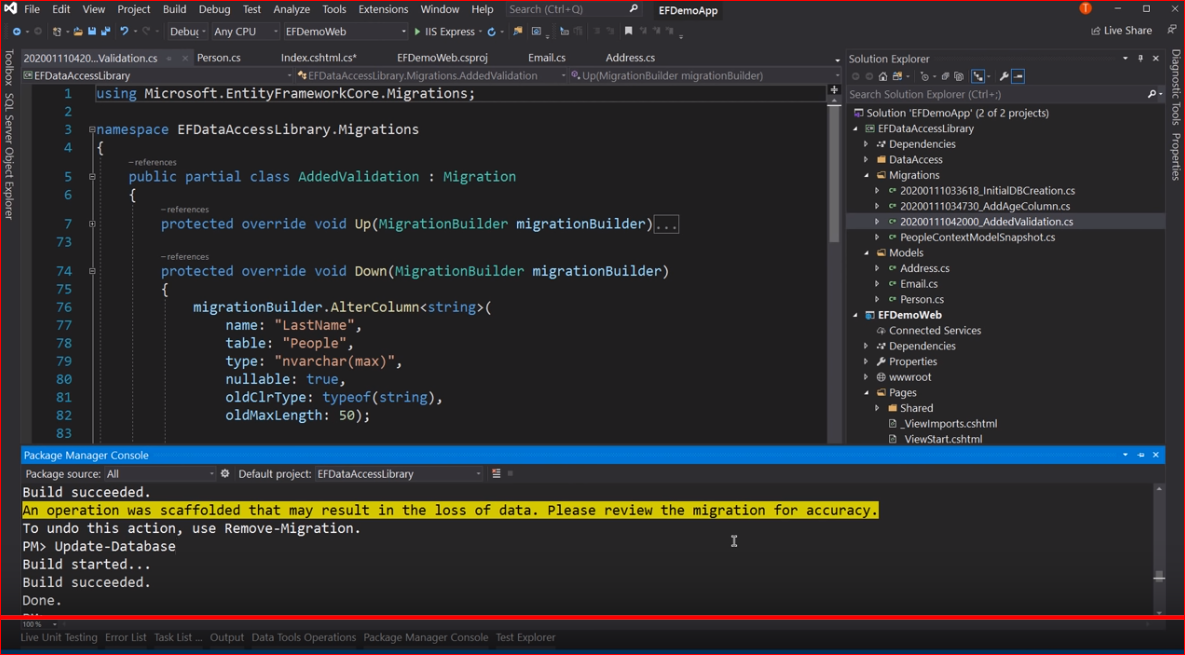 File Edit View Project Build Debug Test Analyze Tools Extensions Window Help Search (Ctrl+Q) EFDemoApp
Debug Any CPU EFDemoWeb IIS Express Live Share
202001110420...Validation.cs Person.cs Index.cshtml.cs* EFDemoWeb.csproj Email.cs Address.cs
EFDataAccessLibrary EFDataAccessLibrary.Migrations.AddedValidation Up(MigrationBuilder migrationBuilder)
Toolbox SQL Server Object Explorer
1 using Microsoft.EntityFrameworkCore.Migrations;
2
3 namespace EFDataAccessLibrary.Migrations
4 {
– references
5 public partial class AddedValidation : Migration
6 {
– references
7 protected override void Up(MigrationBuilder migrationBuilder)...
73
– references
74 protected override void Down(MigrationBuilder migrationBuilder)
75 {
76 migrationBuilder.AlterColumn<string>(
77 name: "LastName",
78 table: "People",
79 type: "nvarchar(max)",
80 nullable: true,
81 oldClrType: typeof(string),
82 oldMaxLength: 50);
83
Solution Explorer
Search Solution Explorer (Ctrl+;)
Solution 'EFDemoApp' (2 of 2 projects)
EFDataAccessLibrary
Dependencies
DataAccess
Migrations
20200111033618_InitialDBCreation.cs
20200111034730_AddAgeColumn.cs
20200111042000_AddedValidation.cs
PeopleContextModelSnapshot.cs
Models
Address.cs
Email.cs
Person.cs
EFDemoWeb
Connected Services
Dependencies
Properties
wwwroot
Pages
Shared
_ViewImports.cshtml
_ViewStart.cshtml
Diagnostic Tools Properties
Package Manager Console
Package source: All Default project: EFDataAccessLibrary
Build succeeded.
An operation was scaffolded that may result in the loss of data. Please review the migration for accuracy.
To undo this action, use Remove-Migration.
PM> Update-Database
Build started...
Build succeeded.
Done.
100 %
Live Unit Testing Error List Task List ... Output Data Tools Operations Package Manager Console Test Explorer